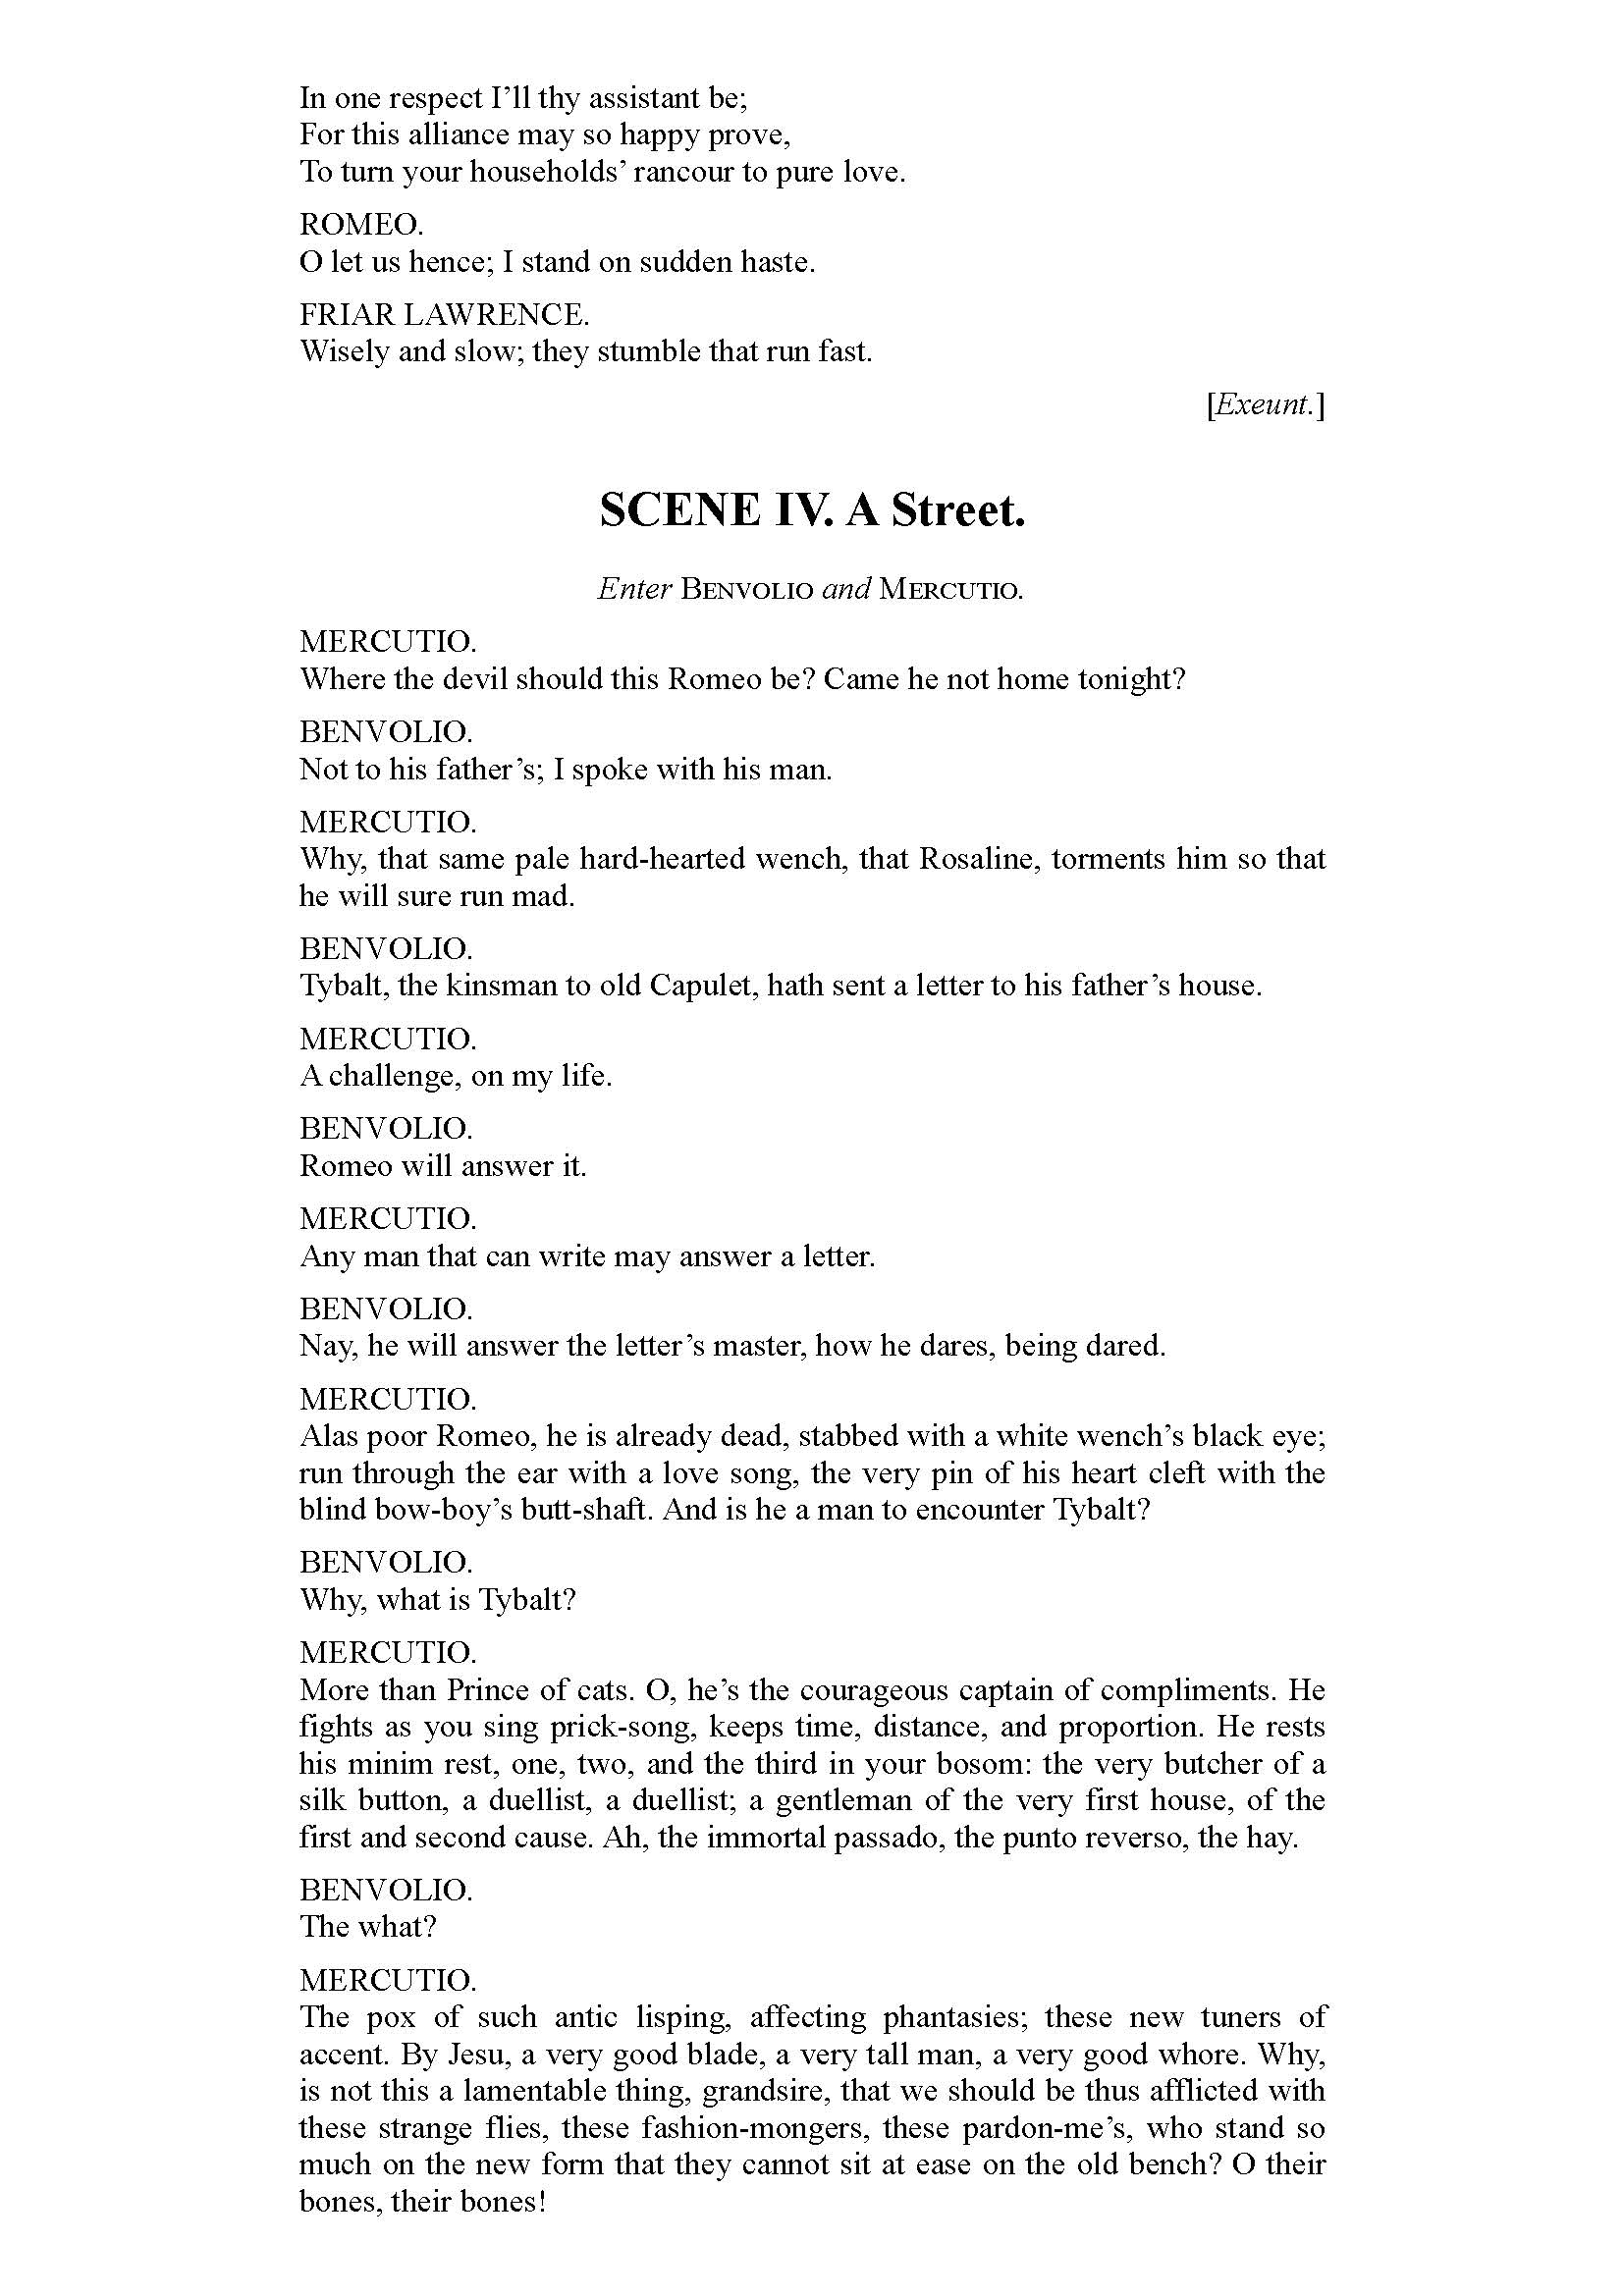 In one respect I’ll thy assistant be;
For this alliance may so happy prove,
To turn your households’ rancour to pure love.
ROMEO.
O let us hence; I stand on sudden haste.
FRIAR LAWRENCE.
Wisely and slow; they stumble that run fast.
[Exeunt.]
SCENE IV. A Street.
Enter BENVOLIO and MERCUTIO.
MERCUTIO.
Where the devil should this Romeo be? Came he not home tonight?
BENVOLIO.
Not to his father’s; I spoke with his man.
MERCUTIO.
Why, that same pale hard-hearted wench, that Rosaline, torments him so that
he will sure run mad.
BENVOLIO.
Tybalt, the kinsman to old Capulet, hath sent a letter to his father’s house.
MERCUTIO.
A challenge, on my life.
BENVOLIO.
Romeo will answer it.
MERCUTIO.
Any man that can write may answer a letter.
BENVOLIO.
Nay, he will answer the letter’s master, how he dares, being dared.
MERCUTIO.
Alas poor Romeo, he is already dead, stabbed with a white wench’s black eye;
run through the ear with a love song, the very pin of his heart cleft with the
blind bow-boy’s butt-shaft. And is he a man to encounter Tybalt?
BENVOLIO.
Why, what is Tybalt?
MERCUTIO.
More than Prince of cats. O, he’s the courageous captain of compliments. He
fights as you sing prick-song, keeps time, distance, and proportion. He rests
his minim rest, one, two, and the third in your bosom: the very butcher of a
silk button, a duellist, a duellist; a gentleman of the very first house, of the
first and second cause. Ah, the immortal passado, the punto reverso, the hay.
BENVOLIO.
The what?
MERCUTIO.
The pox of such antic lisping, affecting phantasies; these new tuners of
accent. By Jesu, a very good blade, a very tall man, a very good whore. Why,
is not this a lamentable thing, grandsire, that we should be thus afflicted with
these strange flies, these fashion-mongers, these pardon-me’s, who stand so
much on the new form that they cannot sit at ease on the old bench? O their
bones, their bones!